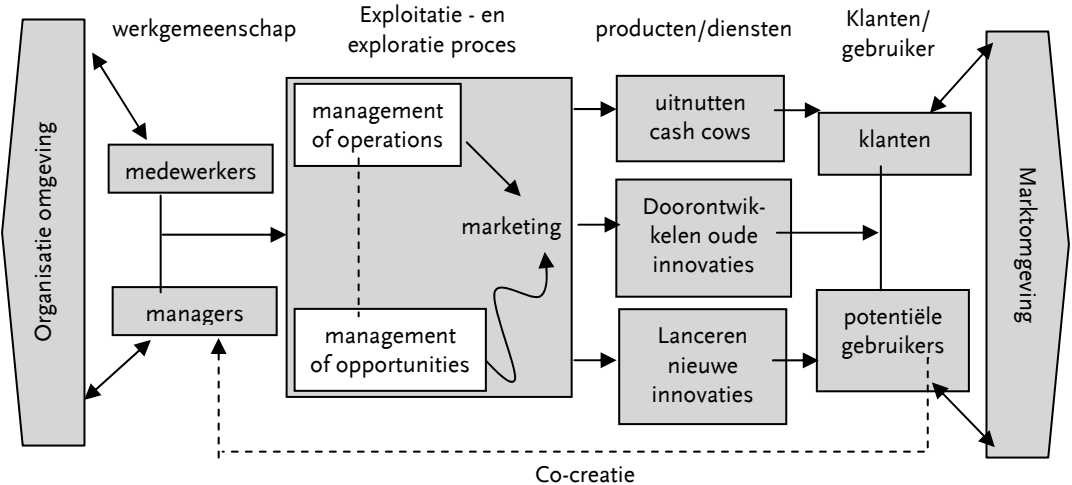 werkgemeenschap
Exploitatie - en
exploratie proces
producten/diensten
Klanten/
gebruiker
Organisatie omgeving
medewerkers
managers
management
of operations
marketing
management
of opportunities
uitnutten
cash cows
Doorontwik-
kelen oude
innovaties
Lanceren
nieuwe
innovaties
klanten
potentiële
gebruikers
Marktomgeving
Co-creatie